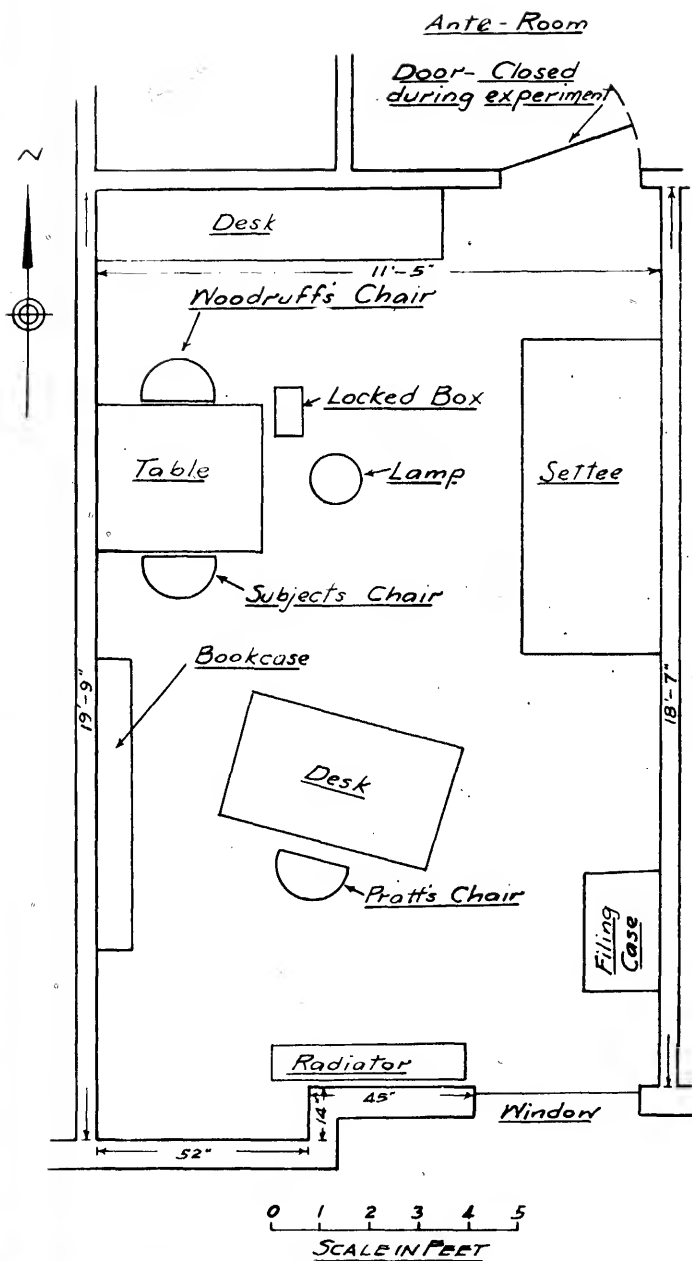 Ante-Room
Door-Closed
during experiment
N
Desk
11'-5"
Woodruff's Chair
Locked Box
Table
Lamp
Settee
Subjects Chair
Bookcase
19'-9"
18'-7"
Desk
Pratt's Chair
Filing
Case
Radiator
14"
45"
Window
52"
0 1 2 3 4 5
SCALE IN FEET